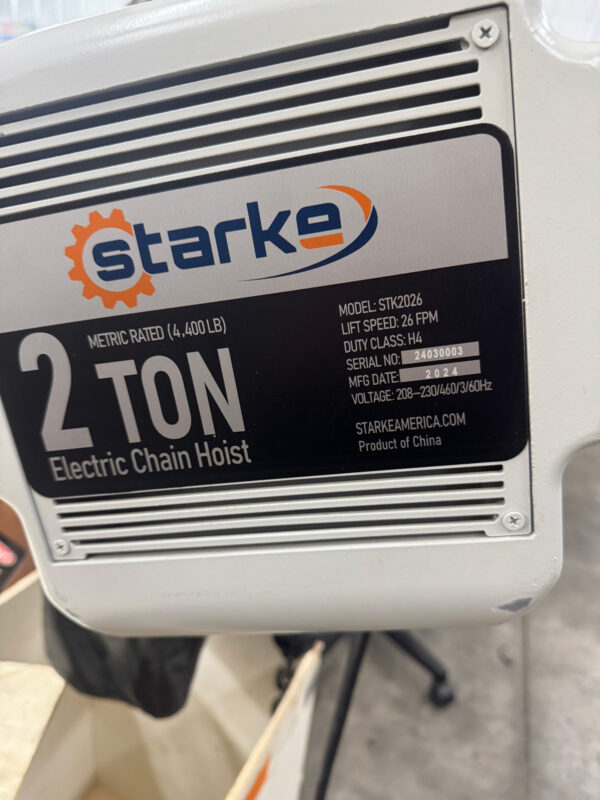 starke
METRIC RATED (4,400 LB)
2 TON
Electric Chain Hoist
MODEL: STK2026
LIFT SPEED: 26 FPM
DUTY CLASS: H4
SERIAL NO: 24030003
MFG DATE: 2024
VOLTAGE: 208–230/460/3/60Hz
STARKEAMERICA.COM
Product of China